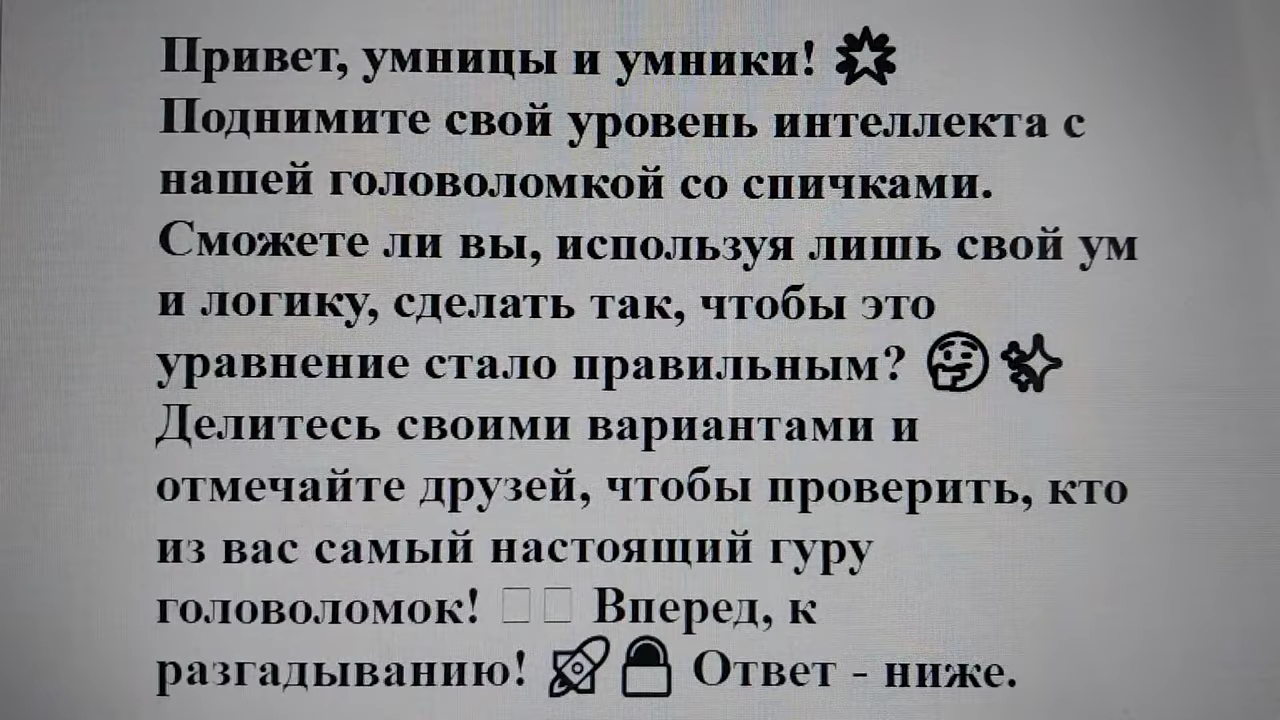 Привет, умницы и умники! 🌟
Поднимите свой уровень интеллекта с
нашей головоломкой со спичками.
Сможете ли вы, используя лишь свой ум
и логику, сделать так, чтобы это
уравнение стало правильным? 🤔✨
Делитесь своими вариантами и
отмечайте друзей, чтобы проверить, кто
из вас самый настоящий гуру
головоломок! □□ Вперед, к
разгадыванию! 🚀🔒 Ответ - ниже.